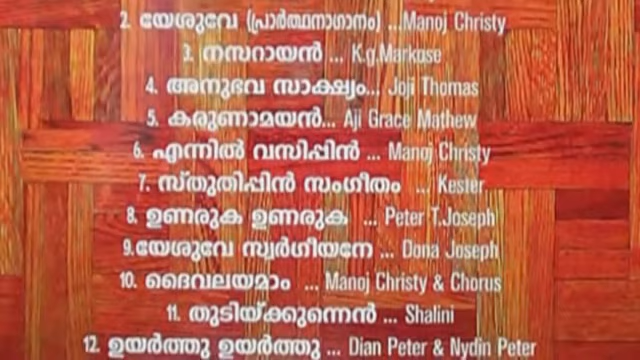 2. യേശുവേ (പ്രാർത്ഥനാഗാനം) ...Manoj Christy
3. നസറായൻ ... K.g.Markose
4. അനുഭവ സാക്ഷ്യം... Joji Thomas
5. കരുണാമയൻ... Aji Grace Mathew
6. എന്നിൽ വസിപ്പിൻ ... Manoj Christy
7. സ്തുതിപ്പിൻ സംഗീതം ... Kester
8. ഉണരുക ഉണരുക ... Peter T.Joseph
9.യേശുവേ സ്വർഗീയനേ ... Dona Joseph
10. ദൈവലയമാം ... Manoj Christy & Chorus
11. തുടിയ്ക്കുന്നെൻ ... Shalini
12. ഉയർത്തു ഉയർത്തു ... Dian Peter & Nydin Peter